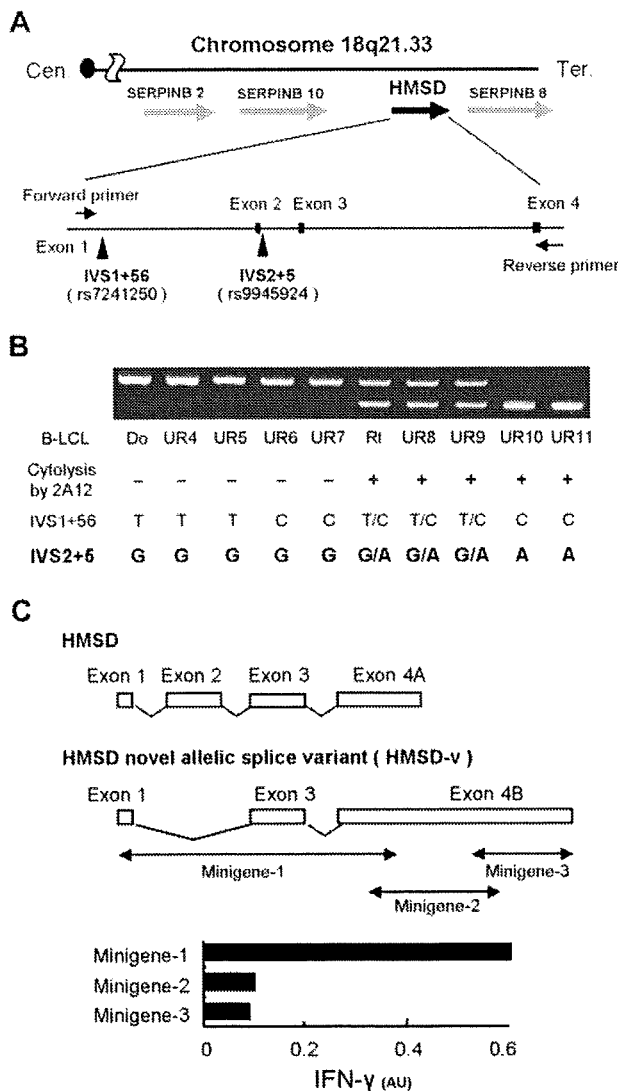 A
Chromosome 18q21.33
Cen
Ter.
SERPINB 2
SERPINB 10
HMSD
SERPINB 8
Forward primer
Exon 2
Exon 3
Exon 4
Exon 1
Reverse primer
IVS1+56
IVS2+5
( rs7241250 )
( rs9945924 )
B
B-LCL Do UR4 UR5 UR6 UR7 RI UR8 UR9 UR10 UR11
Cytolysis
by 2A12 – – – – – + + + + +
IVS1+56 T T T C C T/C T/C T/C C C
IVS2+5 G G G G G G/A G/A G/A A A
C
HMSD
Exon 1 Exon 2 Exon 3 Exon 4A
HMSD novel allelic splice variant ( HMSD-v )
Exon 1 Exon 3 Exon 4B
Minigene-1
Minigene-3
Minigene-2
Minigene-1
Minigene-2
Minigene-3
0 0.2 0.4 0.6
IFN-γ (AU)